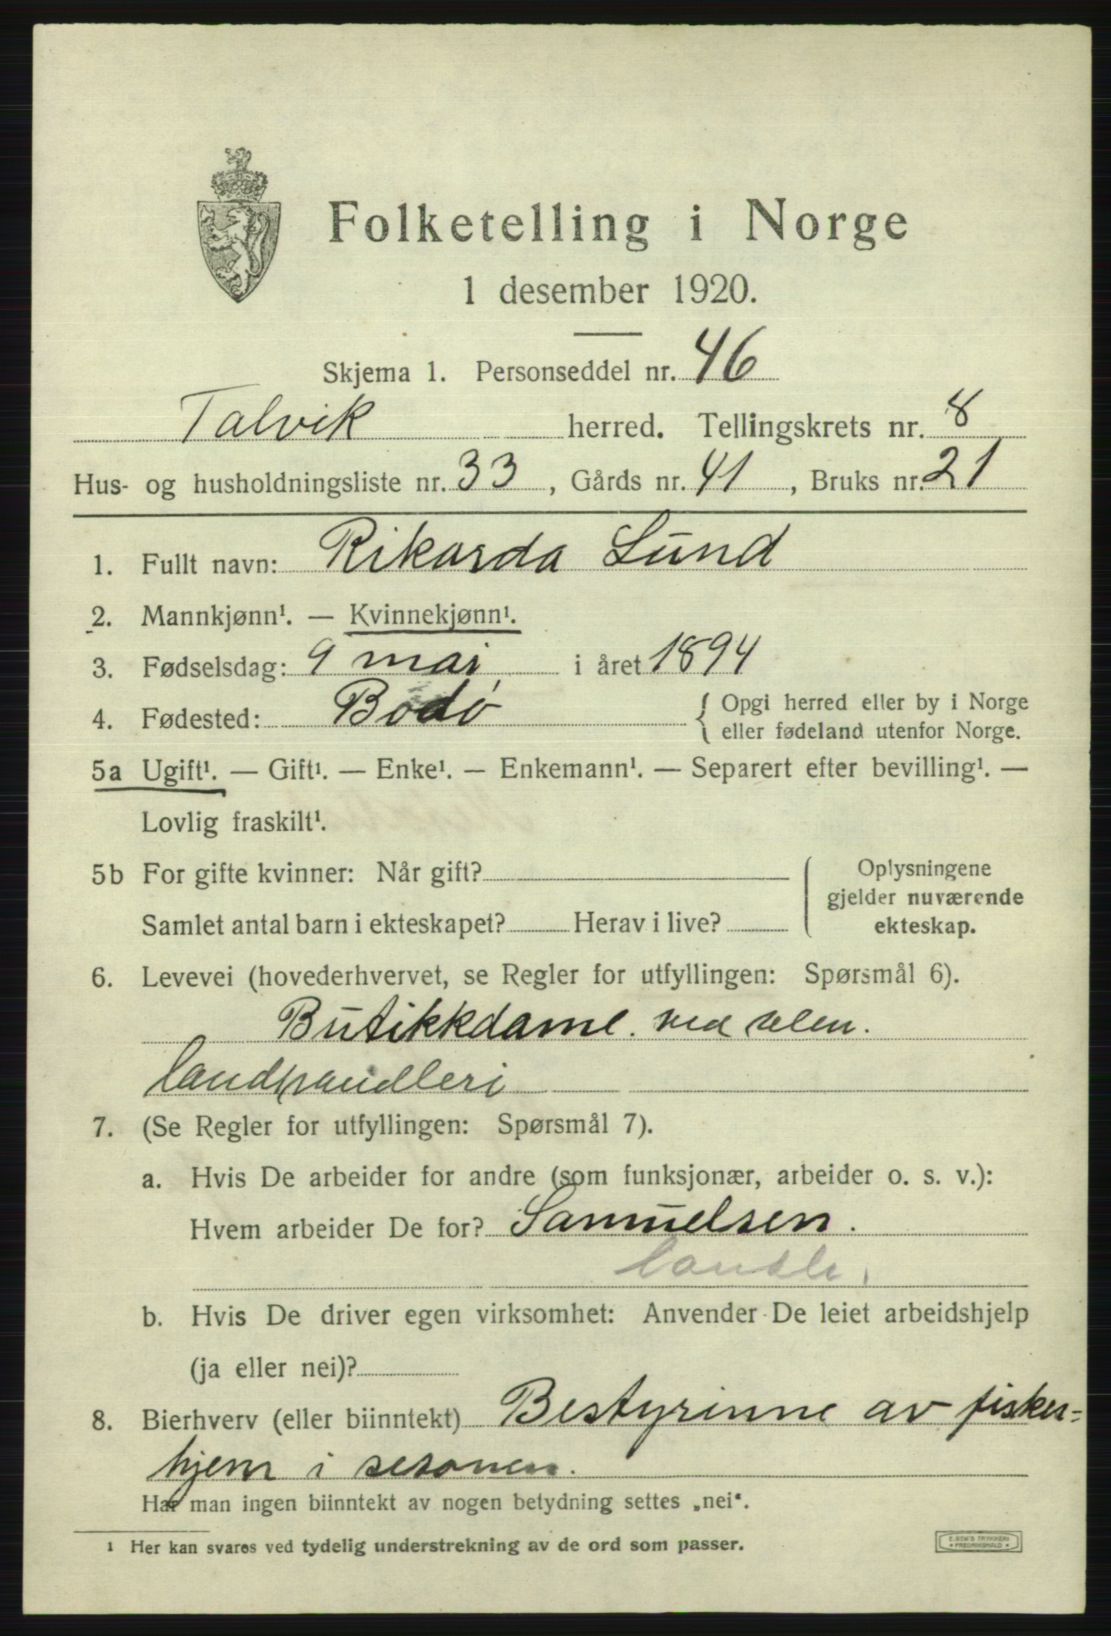 Folketelling i Norge
1 desember 1920.
Skjema 1. Personseddel nr. 46
Talvik herred. Tellingskrets nr. 8
Hus- og husholdningsliste nr. 33, Gårds nr. 41, Bruks nr. 21
1. Fullt navn: Rikarda Lund
2. Mannkjønn¹. — Kvinnekjønn¹.
3. Fødselsdag: 9 mai i året 1894
4. Fødested: Bodø { Opgi herred eller by i Norge
eller fødeland utenfor Norge.
5a Ugift¹. — Gift¹. — Enke¹. — Enkemann¹. — Separert efter bevilling¹. —
Lovlig fraskilt¹.
5b For gifte kvinner: Når gift?
Samlet antal barn i ekteskapet? Herav i live?
Oplysningene
gjelder nuværende
ekteskap.
6. Levevei (hovederhvervet, se Regler for utfyllingen: Spørsmål 6).
Butikkdame. ved
landhandleri
7. (Se Regler for utfyllingen: Spørsmål 7).
a. Hvis De arbeider for andre (som funksjonær, arbeider o. s. v.):
Hvem arbeider De for? Samuelsen.
landh.
b. Hvis De driver egen virksomhet: Anvender De leiet arbeidshjelp
(ja eller nei)?
8. Bierhverv (eller biinntekt) Bestyrinne av fisker=
hjem i sesonen.
Har man ingen biinntekt av nogen betydning settes „nei".
¹ Her kan svares ved tydelig understrekning av de ord som passer.